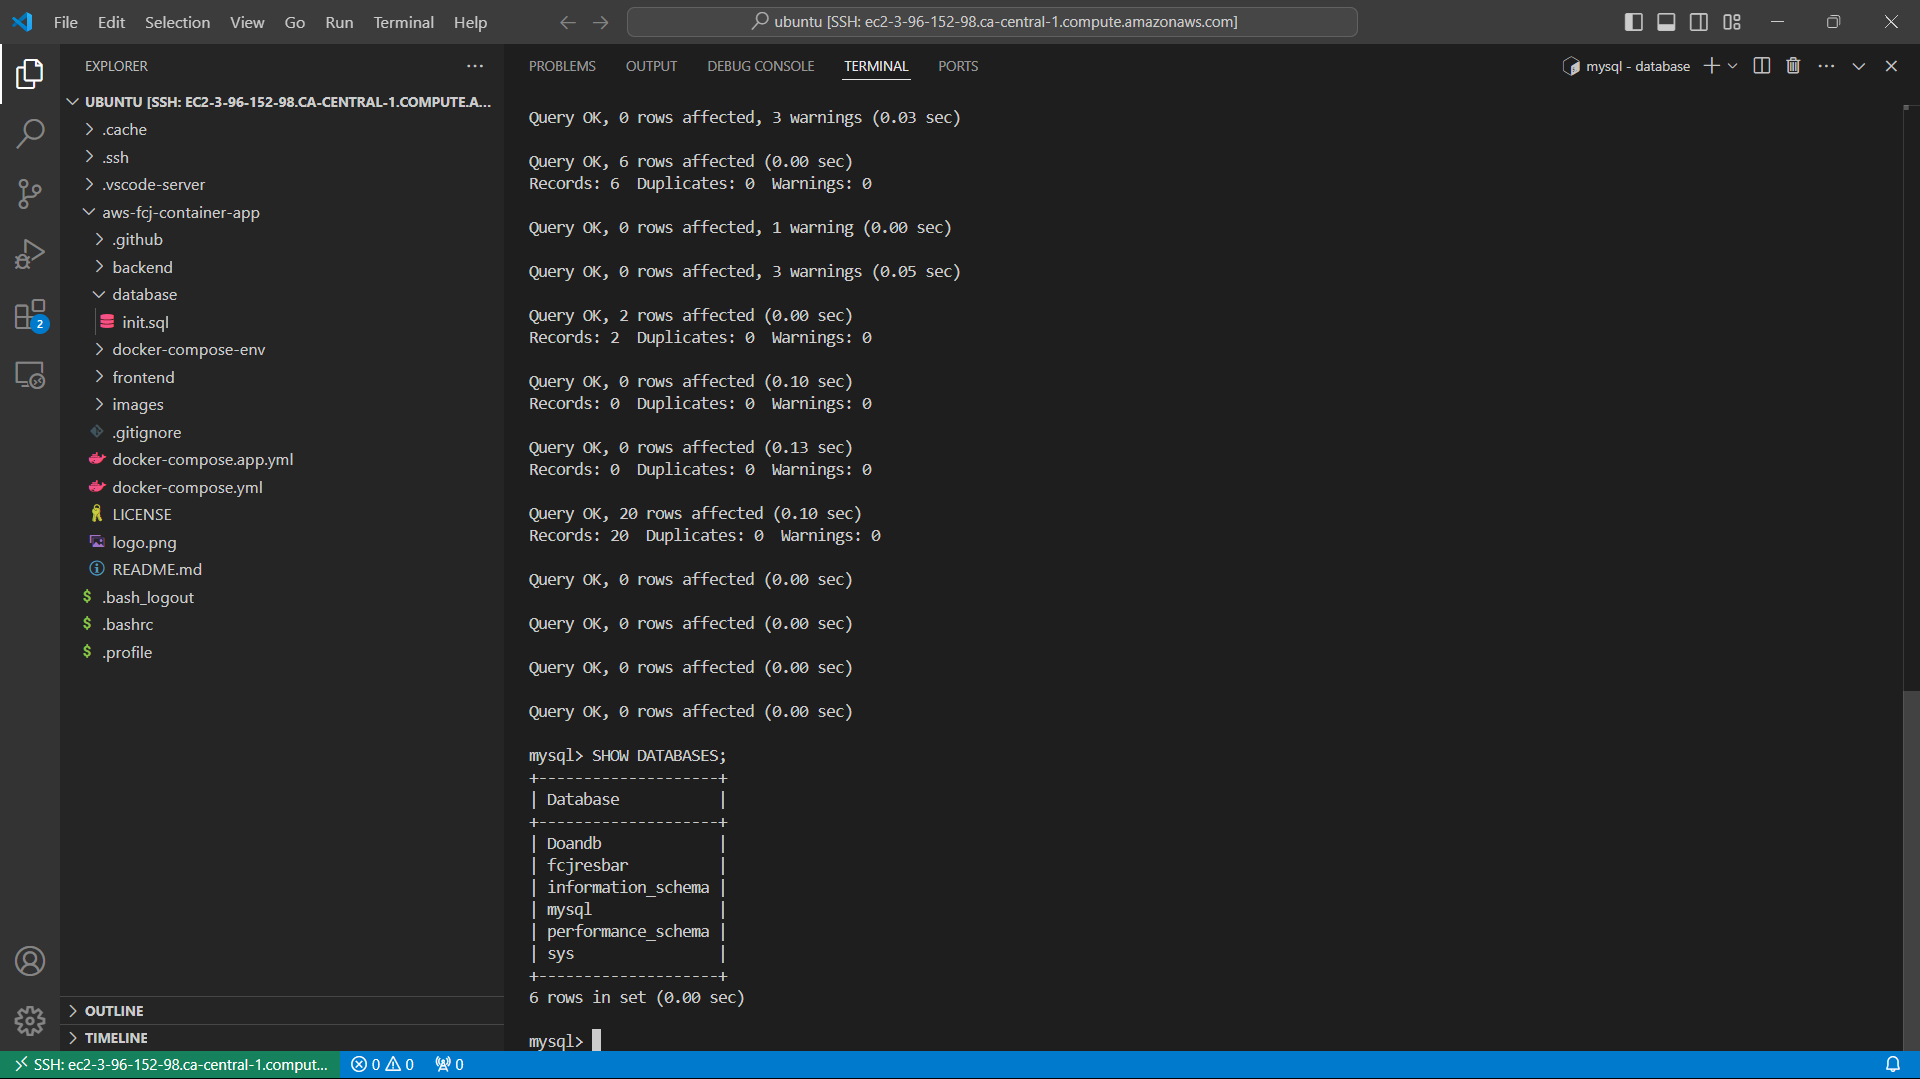 File Edit Selection View Go Run Terminal Help
ubuntu [SSH: ec2-3-96-152-98.ca-central-1.compute.amazonaws.com]
EXPLORER
UBUNTU [SSH: EC2-3-96-152-98.CA-CENTRAL-1.COMPUTE.A...
.cache
.ssh
.vscode-server
aws-fcj-container-app
.github
backend
database
init.sql
docker-compose-env
frontend
images
.gitignore
docker-compose.app.yml
docker-compose.yml
LICENSE
logo.png
README.md
$ .bash_logout
$ .bashrc
$ .profile
OUTLINE
TIMELINE
2
PROBLEMS OUTPUT DEBUG CONSOLE TERMINAL PORTS
mysql - database
Query OK, 0 rows affected, 3 warnings (0.03 sec)
Query OK, 6 rows affected (0.00 sec)
Records: 6  Duplicates: 0  Warnings: 0
Query OK, 0 rows affected, 1 warning (0.00 sec)
Query OK, 0 rows affected, 3 warnings (0.05 sec)
Query OK, 2 rows affected (0.00 sec)
Records: 2  Duplicates: 0  Warnings: 0
Query OK, 0 rows affected (0.10 sec)
Records: 0  Duplicates: 0  Warnings: 0
Query OK, 0 rows affected (0.13 sec)
Records: 0  Duplicates: 0  Warnings: 0
Query OK, 20 rows affected (0.10 sec)
Records: 20  Duplicates: 0  Warnings: 0
Query OK, 0 rows affected (0.00 sec)
Query OK, 0 rows affected (0.00 sec)
Query OK, 0 rows affected (0.00 sec)
Query OK, 0 rows affected (0.00 sec)
mysql> SHOW DATABASES;
+--------------------+
| Database           |
+--------------------+
| Doandb             |
| fcjresbar          |
| information_schema |
| mysql              |
| performance_schema |
| sys                |
+--------------------+
6 rows in set (0.00 sec)
mysql>
SSH: ec2-3-96-152-98.ca-central-1.comput... 0 0 0